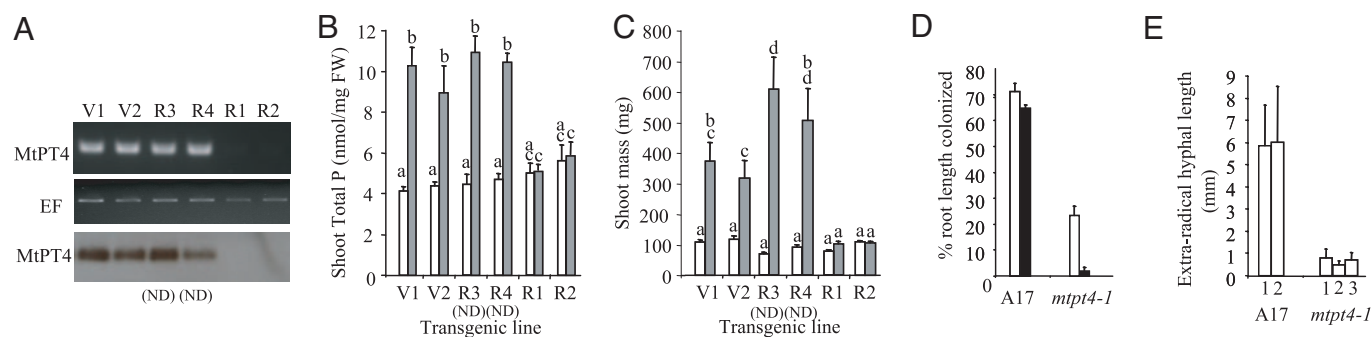 A
V1 V2 R3 R4 R1 R2
MtPT4
EF
MtPT4
(ND) (ND)
B
Shoot Total P (nmol/mg FW)
12
10
8
6
4
2
0
a b a b a b a b a c c a c c
V1 V2 R3 R4 R1 R2
(ND)(ND)
Transgenic line
C
Shoot mass (mg)
800
700
600
500
400
300
200
100
0
a b c a c a d a b d a a a a
V1 V2 R3 R4 R1 R2
(ND)(ND)
Transgenic line
D
% root length colonized
80
70
60
50
40
30
20
10
0
A17 mtpt4-1
E
Extra-radical hyphal length
(mm)
9
8
7
6
5
4
3
2
1
0
1 2 1 2 3
A17 mtpt4-1